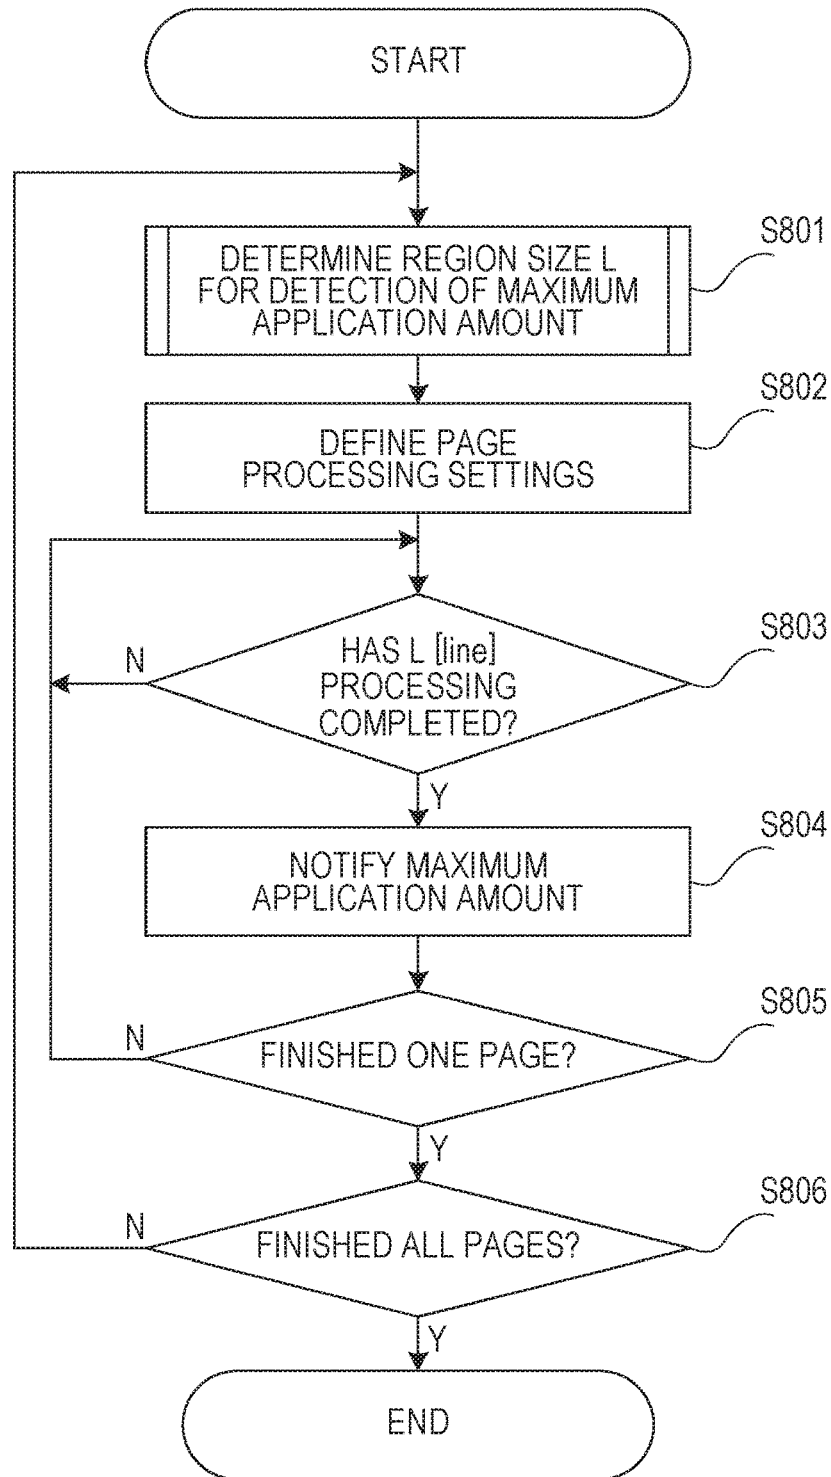 START
S801
DETERMINE REGION SIZE L
FOR DETECTION OF MAXIMUM
APPLICATION AMOUNT
S802
DEFINE PAGE
PROCESSING SETTINGS
S803
N
HAS L [line]
PROCESSING
COMPLETED?
Y
S804
NOTIFY MAXIMUM
APPLICATION AMOUNT
S805
N
FINISHED ONE PAGE?
Y
S806
N
FINISHED ALL PAGES?
Y
END